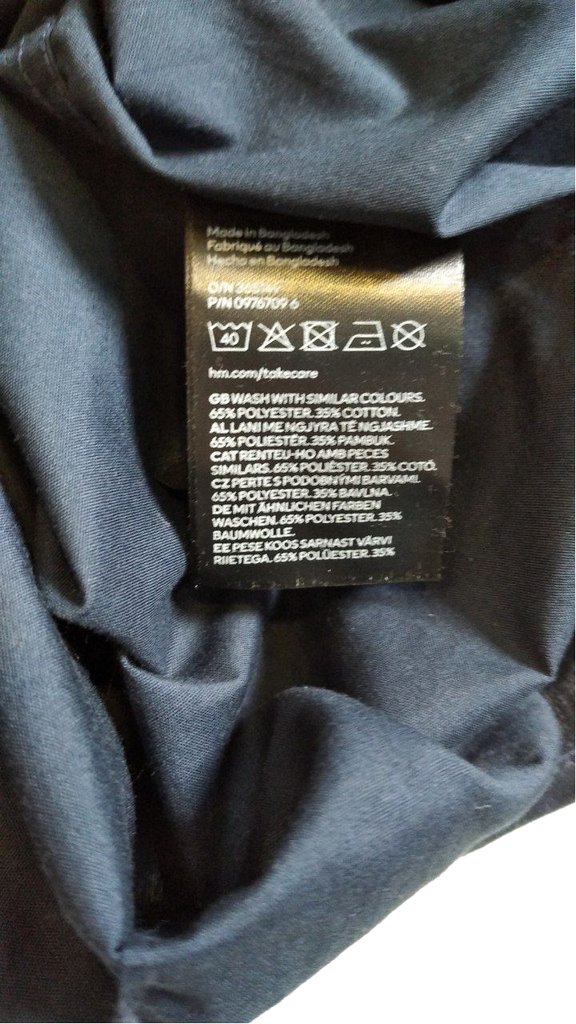 Made in Bangladesh
Fabriqué au Bangladesh
Hecho en Bangladesh
O/N
P/N 0976709 6
40
hm.com/takecare
GB WASH WITH SIMILAR COLOURS.
65% POLYESTER. 35% COTTON.
AL LANI ME NGJYRA TË NGJASHME.
65% POLIESTËR. 35% PAMBUK.
CAT RENTEU-HO AMB PECES
SIMILARS. 65% POLIÈSTER. 35% COTÓ.
CZ PERTE S PODOBNÝMI BARVAMI.
65% POLYESTER. 35% BAVLNA.
DE MIT ÄHNLICHEN FARBEN
WASCHEN. 65% POLYESTER. 35%
BAUMWOLLE.
EE PESE KOOS SARNAST VÄRVI
RIIETEGA. 65% POLÜESTER. 35%